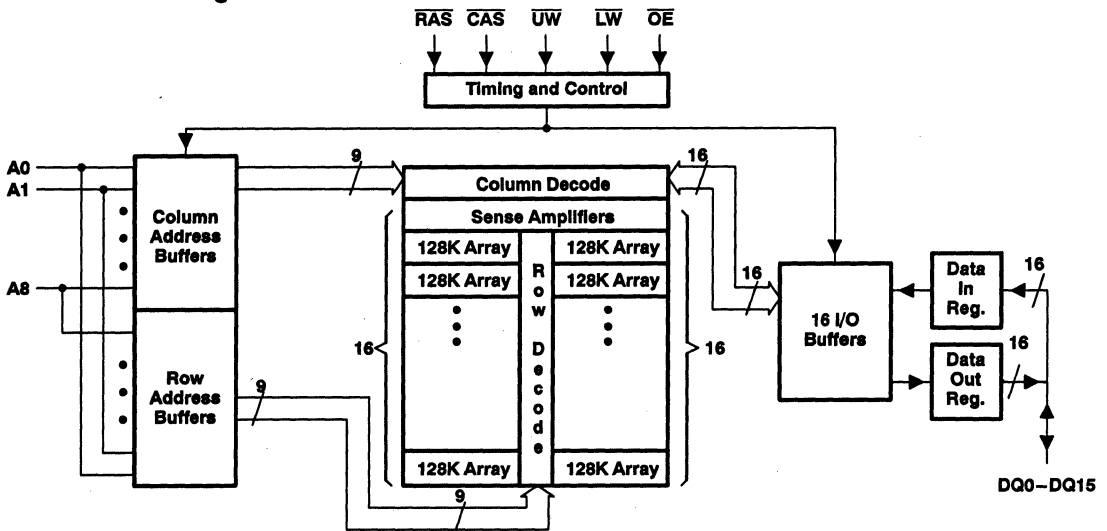 RAS CAS UW LW OE
Timing and Control
A0
A1
A8
Column
Address
Buffers
Row
Address
Buffers
9
9
9
Column Decode
Sense Amplifiers
128K Array
128K Array
128K Array
128K Array
128K Array
128K Array
Row Decode
16
16
16
16
16 I/O
Buffers
Data
In
Reg.
16
Data
Out
Reg.
16
DQ0–DQ15